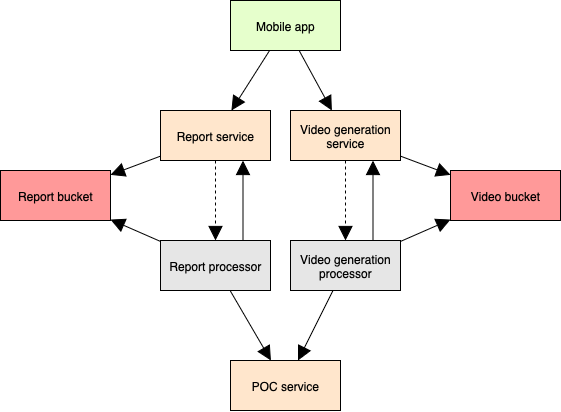 Mobile app
Report service
Video generation
service
Report bucket
Video bucket
Report processor
Video generation
processor
POC service